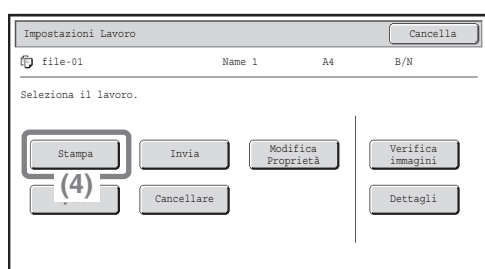 Impostazioni Lavoro
Cancella
file-01 Name 1 A4 B/N
Seleziona il lavoro.
Stampa
Invia
Modifica
Proprietà
Verifica
immagini
(4)
Cancellare
Dettagli